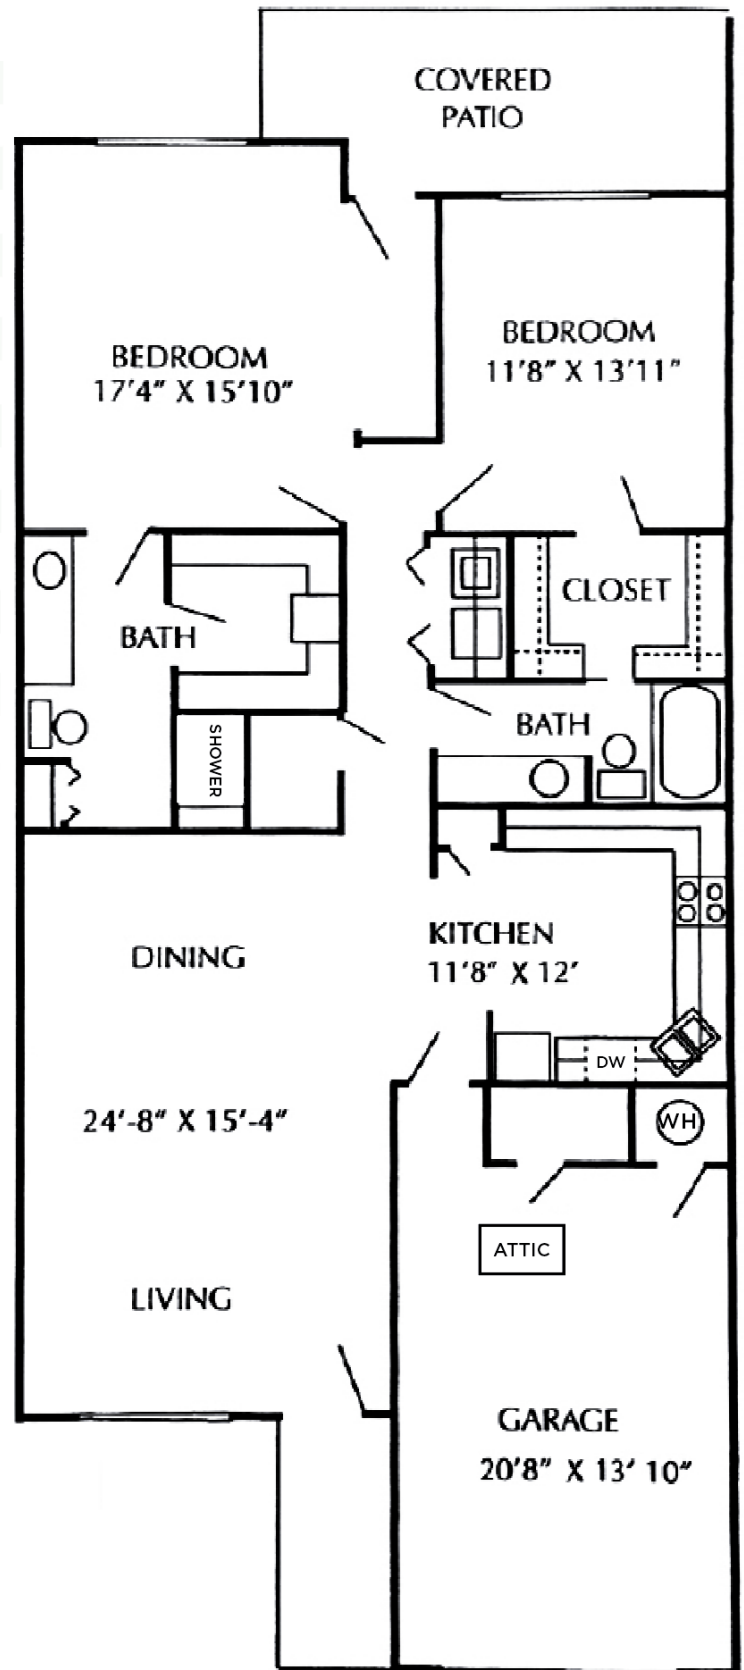 COVERED
PATIO
BEDROOM
17'4" X 15'10"
BEDROOM
11'8" X 13'11"
BATH
CLOSET
SHOWER
BATH
DINING
KITCHEN
11'8" X 12'
DW
24'-8" X 15'-4"
WH
ATTIC
LIVING
GARAGE
20'8" X 13' 10"